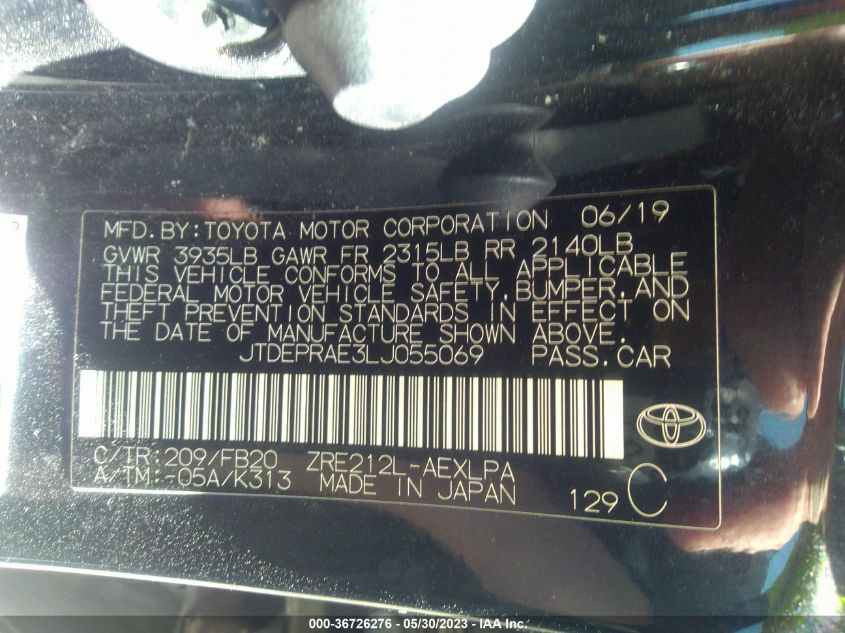 MFD.BY:TOYOTA MOTOR CORPORATION 06/19
GVWR 3935LB GAWR FR 2315LB RR 2140LB
THIS VEHICLE CONFORMS TO ALL APPLICABLE
FEDERAL MOTOR VEHICLE SAFETY,BUMPER,AND
THEFT PREVENTION STANDARDS IN EFFECT ON
THE DATE OF MANUFACTURE SHOWN ABOVE.
JTDEPRAE3LJ055069 PASS.CAR
C/TR:209/FB20 ZRE212L-AEXLPA
A/TM:-05A/K313 MADE IN JAPAN 129 C
000-36726276 - 05/30/2023 - IAA Inc.